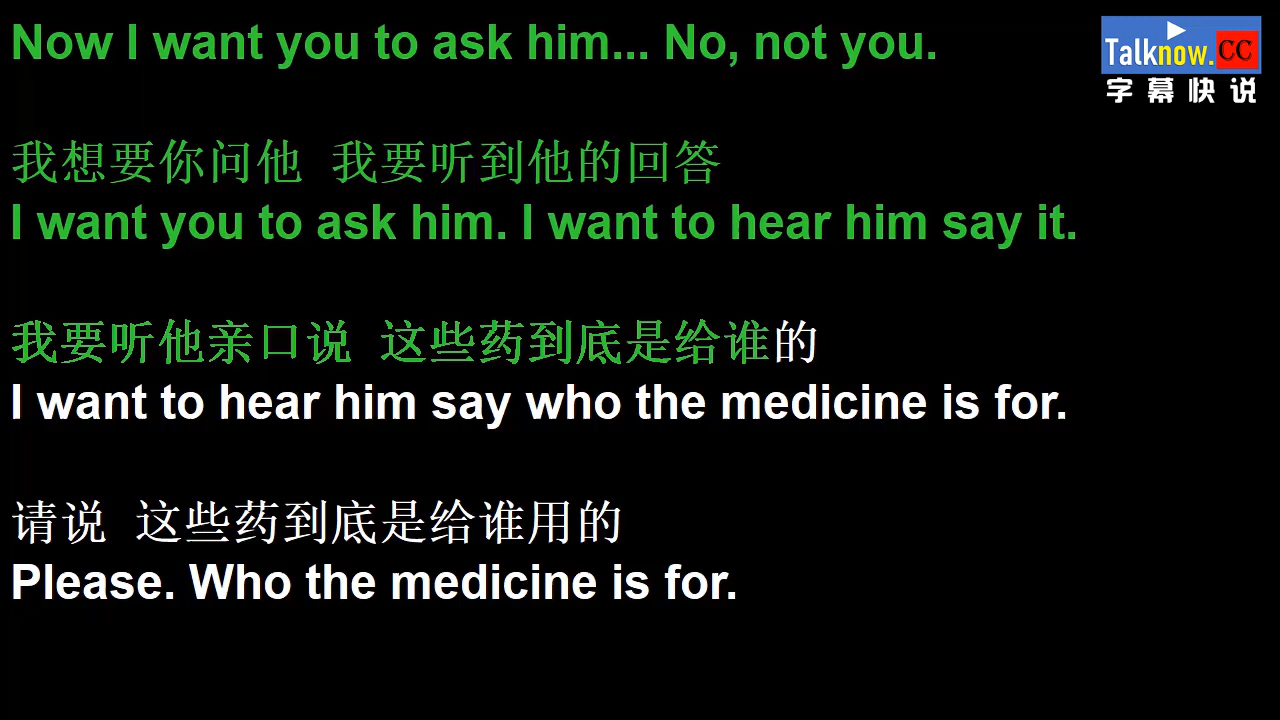 Now I want you to ask him... No, not you.
Talknow.CC
字幕快说
我想要你问他 我要听到他的回答
I want you to ask him. I want to hear him say it.
我要听他亲口说 这些药到底是给谁的
I want to hear him say who the medicine is for.
请说 这些药到底是给谁用的
Please. Who the medicine is for.